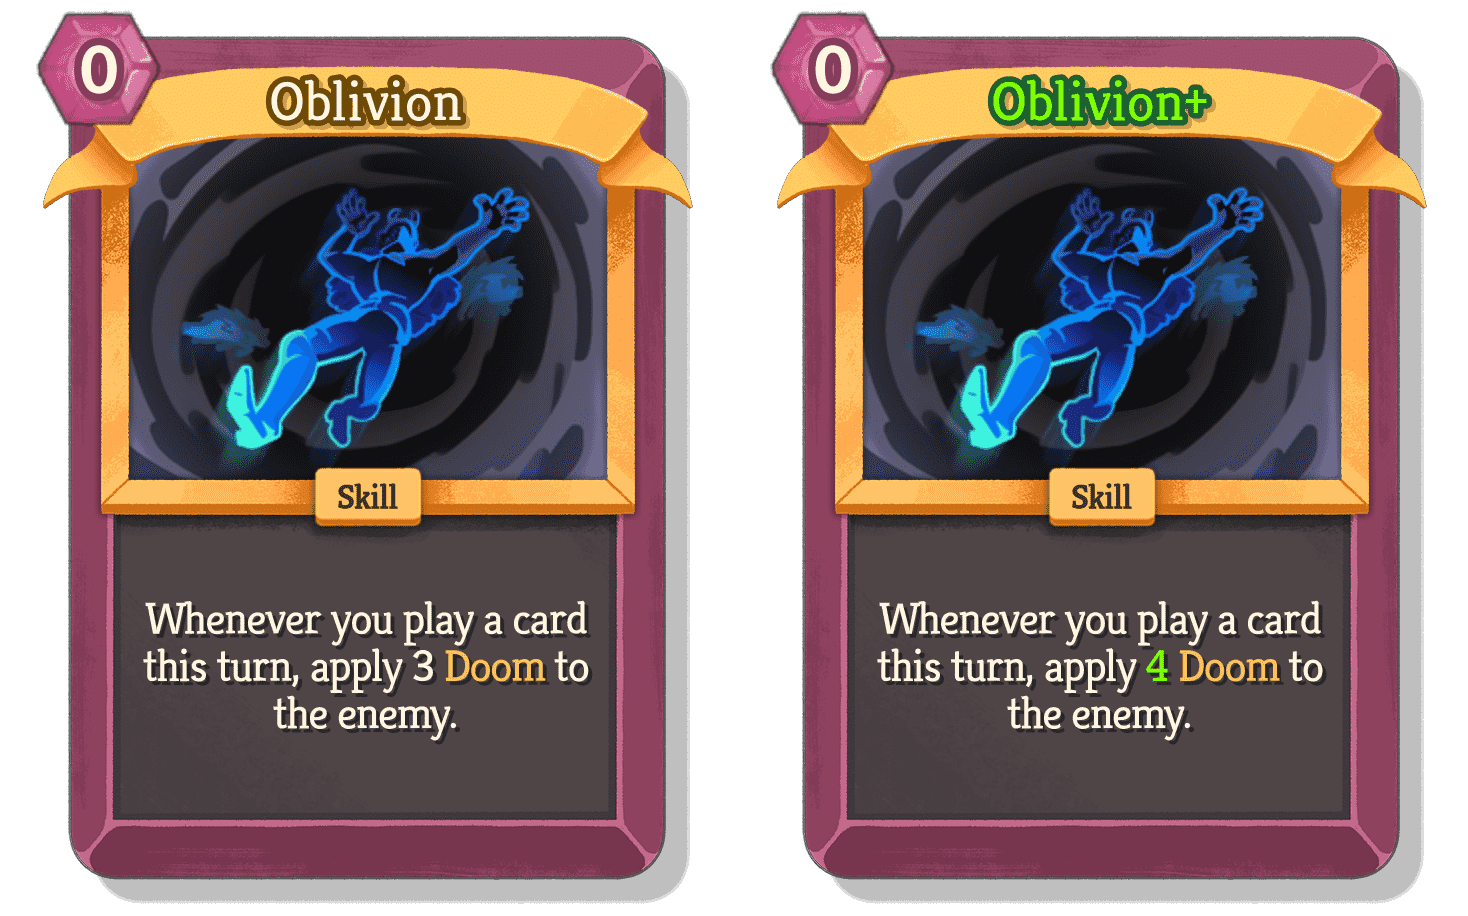 0
Oblivion
Skill
Whenever you play a card
this turn, apply 3 Doom to
the enemy.
0
Oblivion+
Skill
Whenever you play a card
this turn, apply 4 Doom to
the enemy.